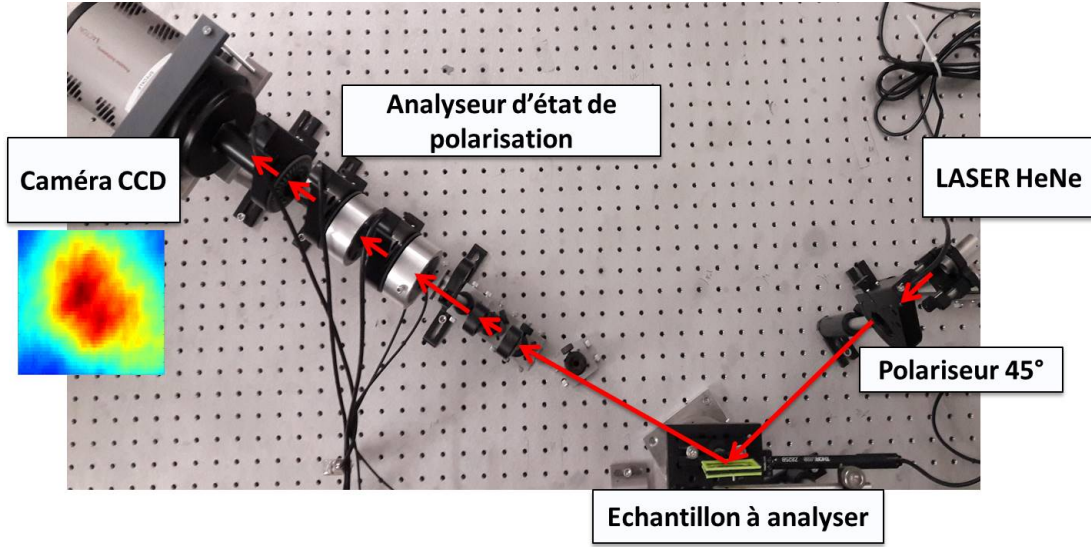 Analyseur d'état de
polarisation
Caméra CCD
LASER HeNe
Polariseur 45°
Echantillon à analyser